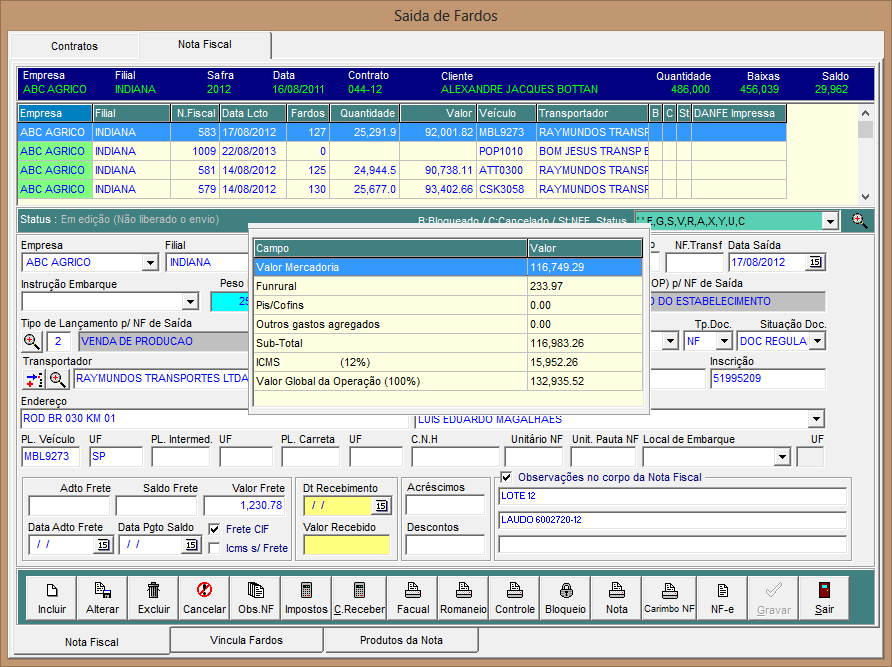 Saida de Fardos
Contratos Nota Fiscal
Empresa Filial Safra Data Contrato Cliente Quantidade Baixas Saldo
ABC AGRICO INDIANA 2012 16/08/2011 044-12 ALEXANDRE JACQUES BOTTAN 486,000 456,039 29,962
Empresa Filial N.Fiscal Data Lcto Fardos Quantidade Valor Veículo Transportador B C St DANFE Impressa
ABC AGRICO INDIANA 583 17/08/2012 127 25,291.9 92,001.82 MBL9273 RAYMUNDOS TRANSP
ABC AGRICO INDIANA 1009 22/08/2013 0 POP1010 BOM JESUS TRANSP E
ABC AGRICO INDIANA 581 14/08/2012 125 24,944.5 90,738.11 ATT0300 RAYMUNDOS TRANSP
ABC AGRICO INDIANA 579 14/08/2012 130 25,677.0 93,402.66 CSK3058 RAYMUNDOS TRANSP
Status : Em edição (Não liberado o envio) B:Bloqueado / C:Cancelado / St:NFE Status F,G,S,V,R,A,X,Y,U,C
Empresa Filial NF.Transf Data Saída
ABC AGRICO INDIANA 17/08/2012 15
Instrução Embarque Peso OP) p/ NF de Saída
25 O DO ESTABELECIMENTO
Tipo de Lançamento p/ NF de Saída Tp.Doc. Situação Doc.
2 VENDA DE PRODUCAO NF DOC REGULA
Transportador Inscrição
RAYMUNDOS TRANSPORTES LTDA 51995209
Campo Valor
Valor Mercadoria 116,749.29
Funrural 233.97
Pis/Cofins 0.00
Outros gastos agregados 0.00
Sub-Total 116,983.26
ICMS (12%) 15,952.26
Valor Global da Operação (100%) 132,935.52
Endereço
ROD BR 030 KM 01 LUIS EDUARDO MAGALHAES
PL. Veículo UF PL. Intermed. UF PL. Carreta UF C.N.H Unitário NF Unit. Pauta NF Local de Embarque UF
MBL9273 SP
Adto Frete Saldo Frete Valor Frete
1,230.78
Data Adto Frete Data Pgto Saldo Frete CIF
/ / 15 / / 15 Icms s/ Frete
Dt Recebimento
/ / 15
Valor Recebido
Acréscimos
Descontos
Observações no corpo da Nota Fiscal
LOTE 12
LAUDO 6002720-12
Incluir Alterar Excluir Cancelar Obs.NF Impostos C.Receber Facual Romaneio Controle Bloqueio Nota Carimbo NF NF-e Gravar Sair
Nota Fiscal Vincula Fardos Produtos da Nota